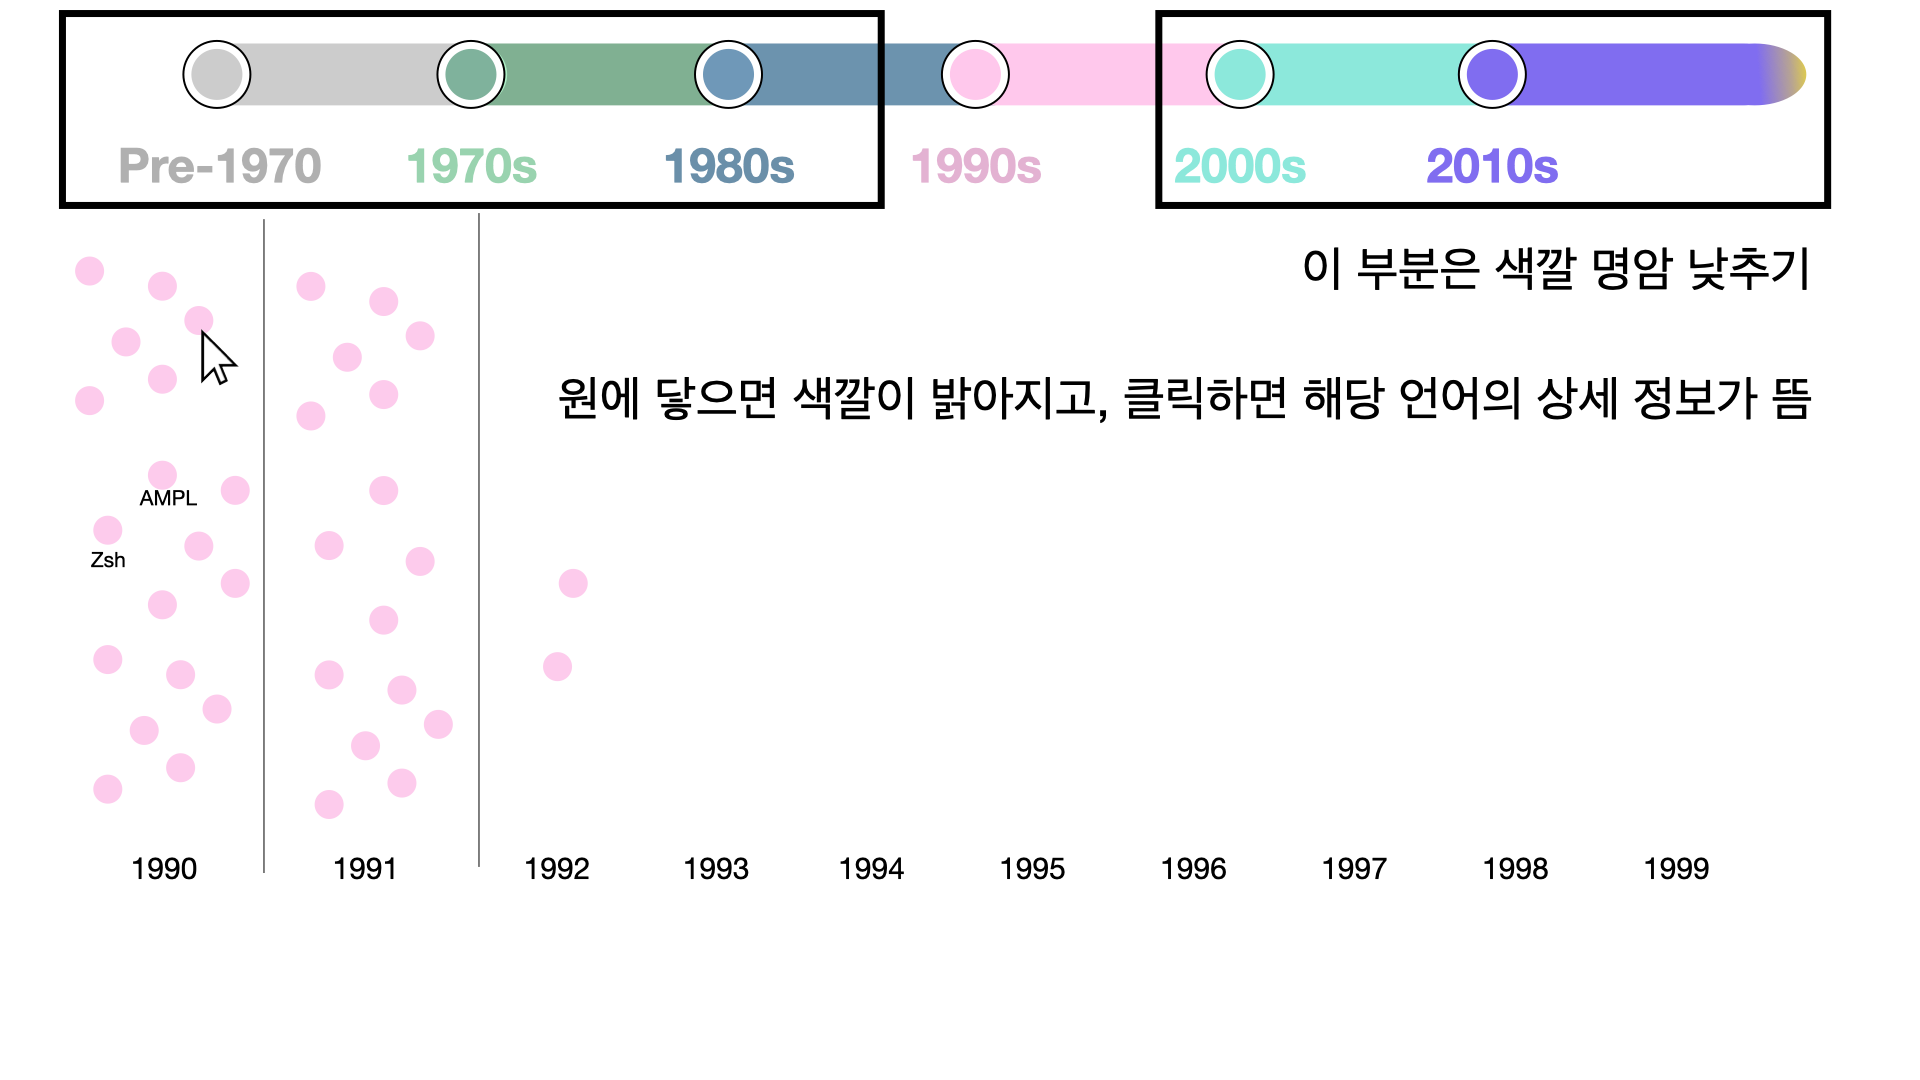 Pre-1970 1970s 1980s 1990s 2000s 2010s
이 부분은 색깔 명암 낮추기
원에 닿으면 색깔이 밝아지고, 클릭하면 해당 언어의 상세 정보가 뜸
AMPL
Zsh
1990 1991 1992 1993 1994 1995 1996 1997 1998 1999